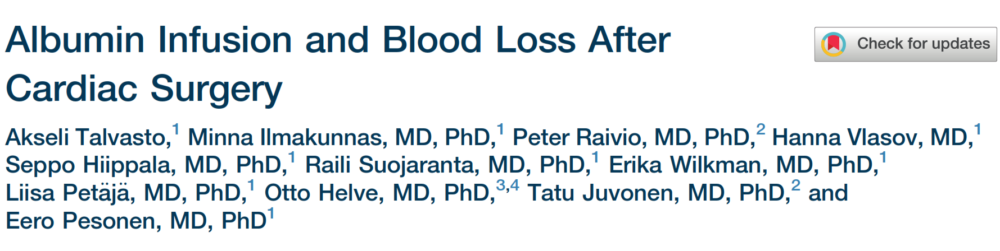 Albumin Infusion and Blood Loss After
Cardiac Surgery
Check for updates
Akseli Talvasto,1 Minna Ilmakunnas, MD, PhD,1 Peter Raivio, MD, PhD,2 Hanna Vlasov, MD,1
Seppo Hiippala, MD, PhD,1 Raili Suojaranta, MD, PhD,1 Erika Wilkman, MD, PhD,1
Liisa Petäjä, MD, PhD,1 Otto Helve, MD, PhD,3,4 Tatu Juvonen, MD, PhD,2 and
Eero Pesonen, MD, PhD1